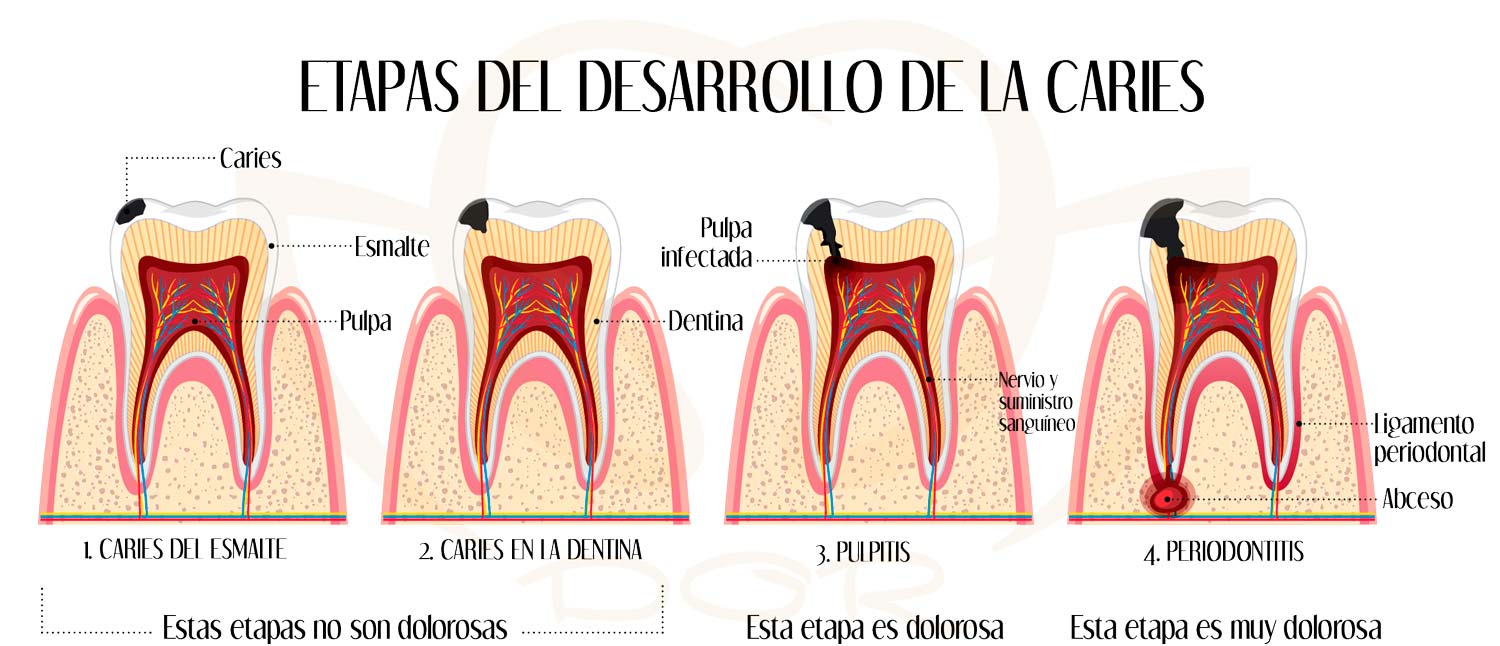 ETAPAS DEL DESARROLLO DE LA CARIES
Caries
Esmalte
Pulpa
Dentina
Pulpa
infectada
Nervio y
suministro
sanguíneo
Ligamento
periodontal
Abceso
1. CARIES DEL ESMALTE
2. CARIES EN LA DENTINA
3. PULPITIS
4. PERIODONTITIS
Estas etapas no son dolorosas
Esta etapa es dolorosa
Esta etapa es muy dolorosa
DOR